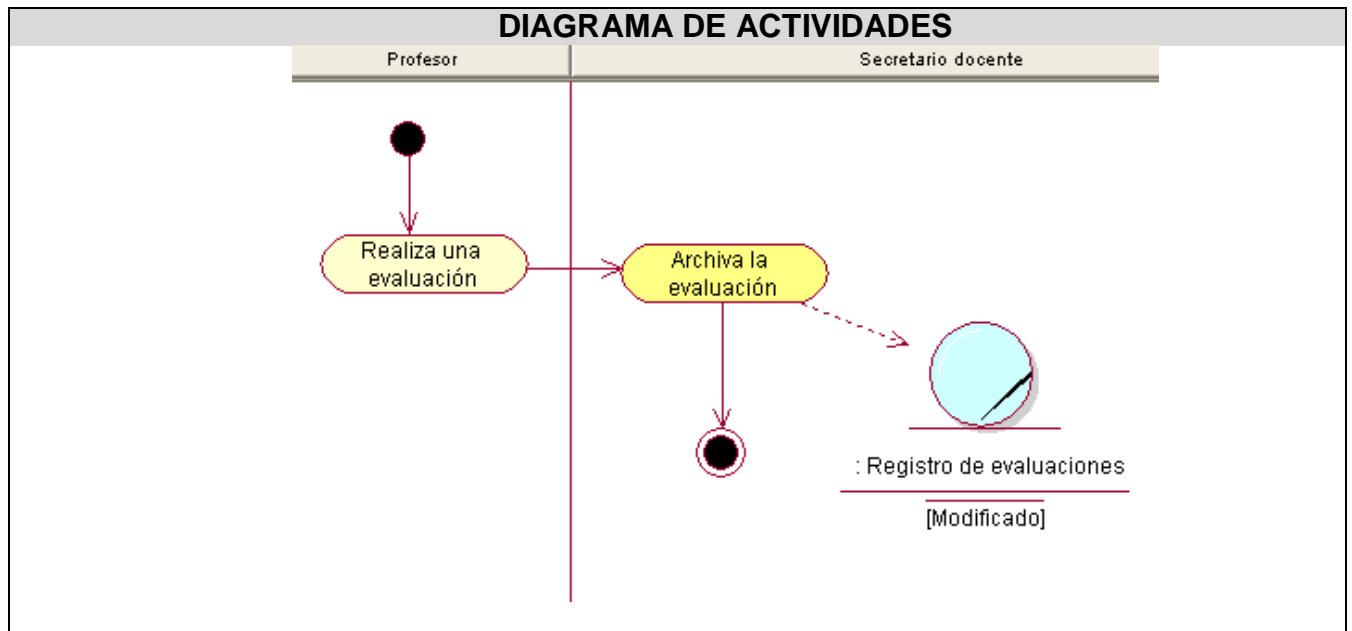 DIAGRAMA DE ACTIVIDADES
Profesor
Secretario docente
Realiza una
evaluación
Archiva la
evaluación
: Registro de evaluaciones
[Modificado]